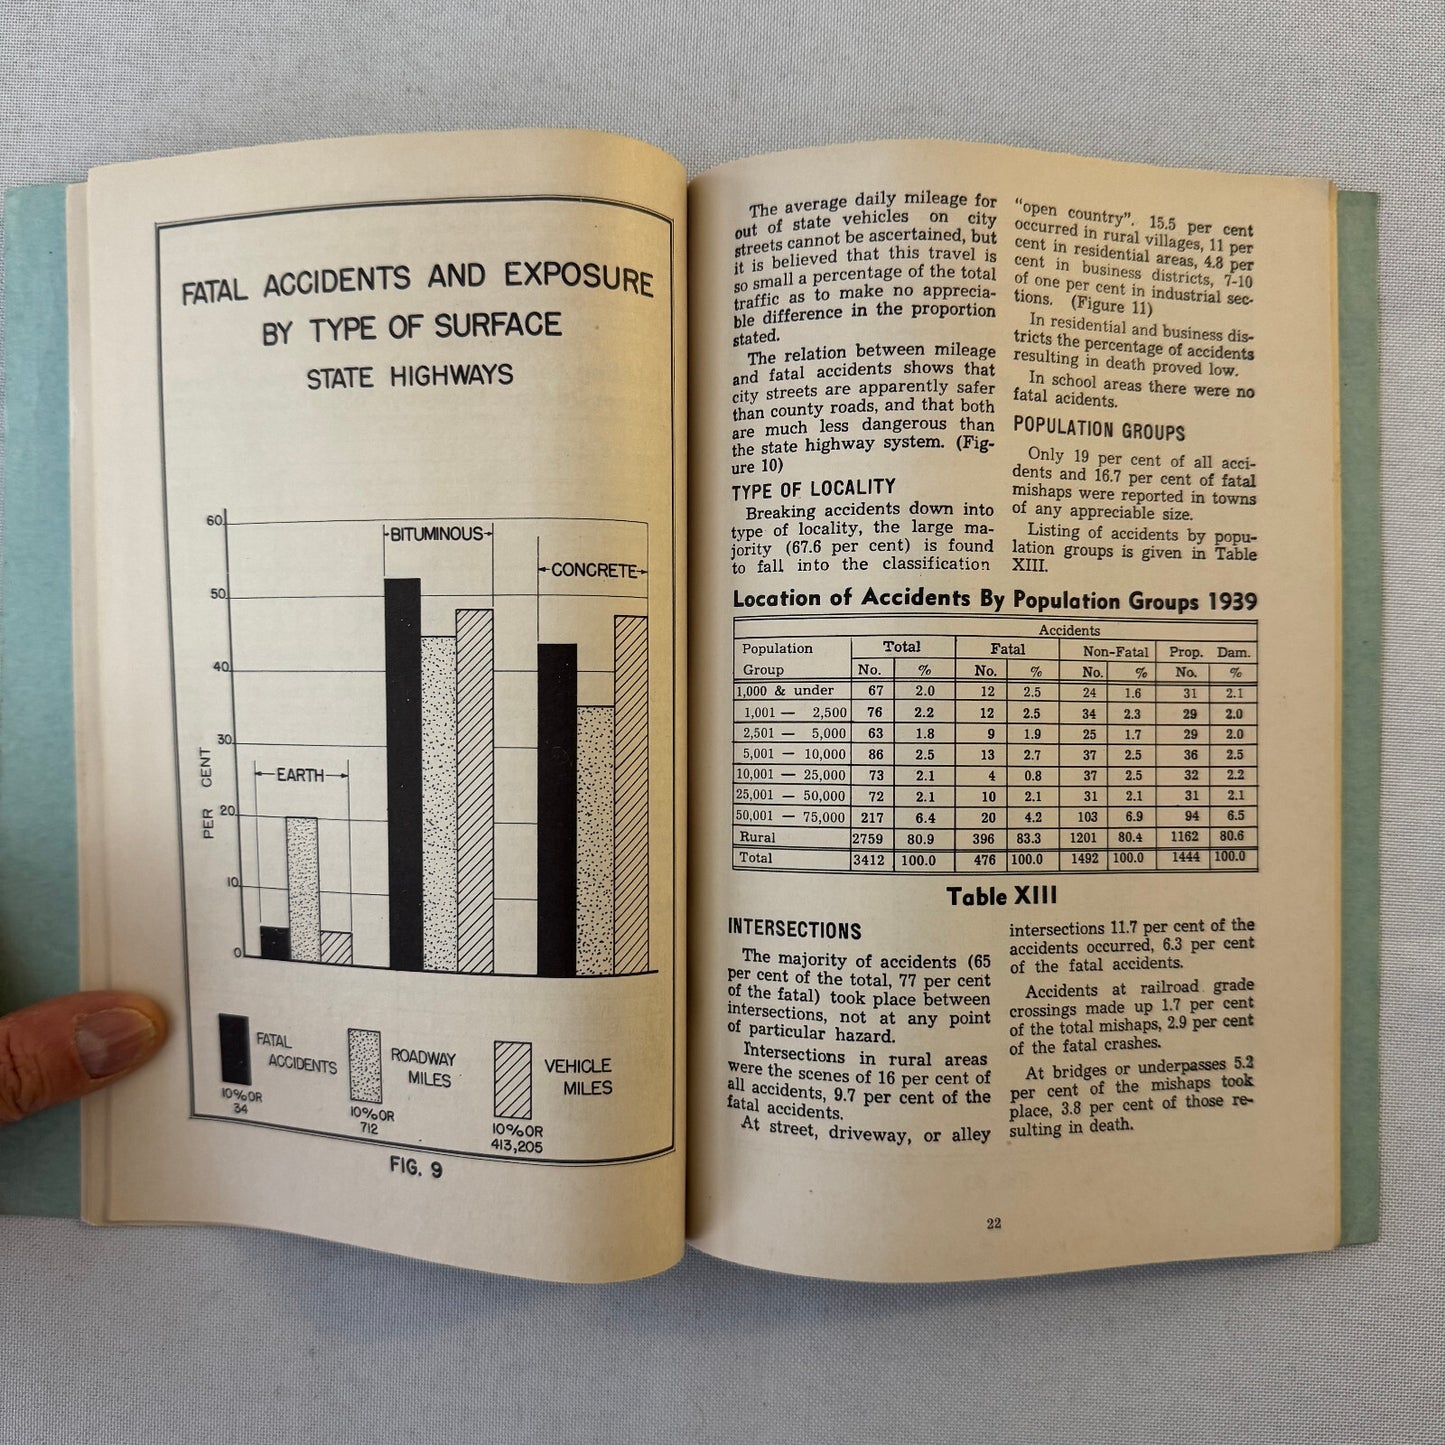 FATAL ACCIDENTS AND EXPOSURE
BY TYPE OF SURFACE
STATE HIGHWAYS
60
50
40
30
20
10
0
PER CENT
EARTH
BITUMINOUS
CONCRETE
FATAL
ACCIDENTS
10% OR
34
ROADWAY
MILES
10% OR
712
VEHICLE
MILES
10% OR
413,205
FIG. 9
The average daily mileage for
out of state vehicles on city
streets cannot be ascertained, but
it is believed that this travel is
so small a percentage of the total
traffic as to make no apprecia-
ble difference in the proportion
stated.
The relation between mileage
and fatal accidents shows that
city streets are apparently safer
than county roads, and that both
are much less dangerous than
the state highway system. (Fig-
ure 10)
TYPE OF LOCALITY
Breaking accidents down into
type of locality, the large ma-
jority (67.6 per cent) is found
to fall into the classification
"open country". 15.5 per cent
occurred in rural villages, 11 per
cent in residential areas, 4.8 per
cent in business districts, 7-10
of one per cent in industrial sec-
tions. (Figure 11)
In residential and business dis-
tricts the percentage of accidents
resulting in death proved low.
In school areas there were no
fatal acidents.
POPULATION GROUPS
Only 19 per cent of all acci-
dents and 16.7 per cent of fatal
mishaps were reported in towns
of any appreciable size.
Listing of accidents by popu-
lation groups is given in Table
XIII.
Location of Accidents By Population Groups 1939
Accidents
Population Total Fatal Non-Fatal Prop. Dam.
Group No. % No. % No. % No. %
1,000 & under 67 2.0 12 2.5 24 1.6 31 2.1
1,001 — 2,500 76 2.2 12 2.5 34 2.3 29 2.0
2,501 — 5,000 63 1.8 9 1.9 25 1.7 29 2.0
5,001 — 10,000 86 2.5 13 2.7 37 2.5 36 2.5
10,001 — 25,000 73 2.1 4 0.8 37 2.5 32 2.2
25,001 — 50,000 72 2.1 10 2.1 31 2.1 31 2.1
50,001 — 75,000 217 6.4 20 4.2 103 6.9 94 6.5
Rural 2759 80.9 396 83.3 1201 80.4 1162 80.6
Total 3412 100.0 476 100.0 1492 100.0 1444 100.0
Table XIII
INTERSECTIONS
The majority of accidents (65
per cent of the total, 77 per cent
of the fatal) took place between
intersections, not at any point
of particular hazard.
Intersections in rural areas
were the scenes of 16 per cent of
all accidents, 9.7 per cent of the
fatal accidents.
At street, driveway, or alley
intersections 11.7 per cent of the
accidents occurred, 6.3 per cent
of the fatal accidents.
Accidents at railroad grade
crossings made up 1.7 per cent
of the total mishaps, 2.9 per cent
of the fatal crashes.
At bridges or underpasses 5.2
per cent of the mishaps took
place, 3.8 per cent of those re-
sulting in death.
22